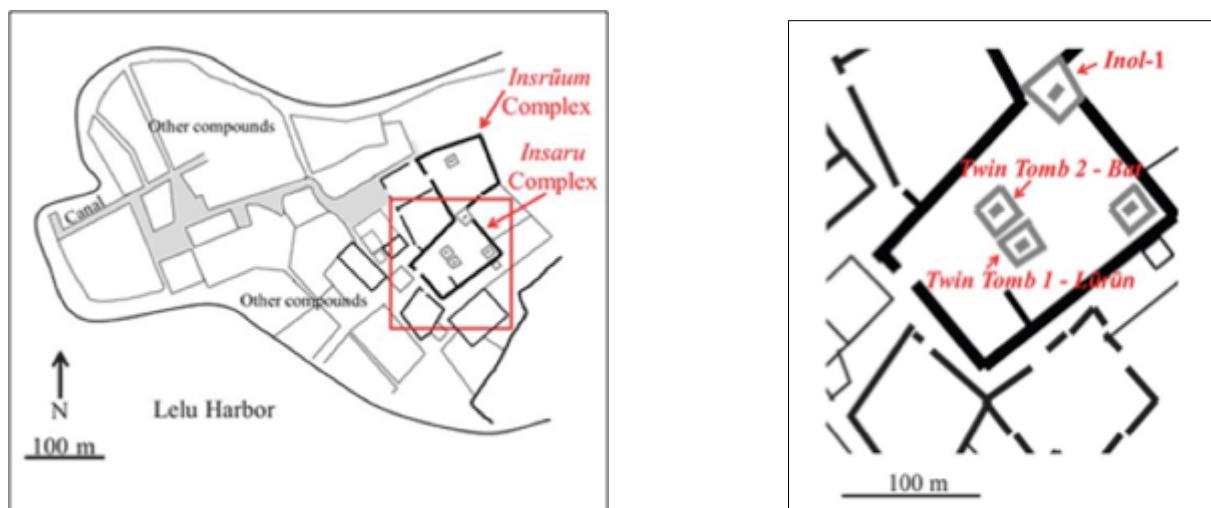 Insrūum
Complex
Other compounds
Insaru
Complex
Canal
Other compounds
N
Lelu Harbor
100 m
Inol-1
Twin Tomb 2 - Bat
Twin Tomb 1 - Lūrūn
100 m